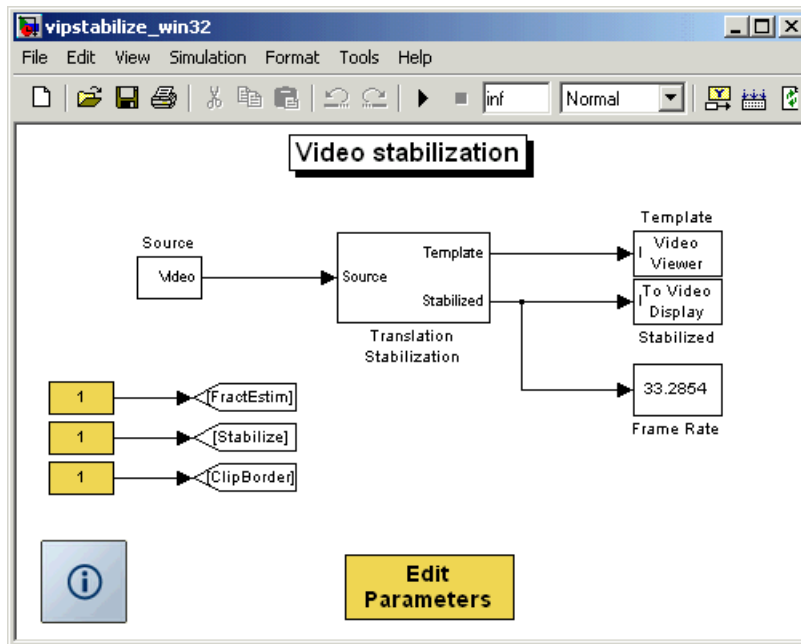 vipstabilize_win32
File Edit View Simulation Format Tools Help
inf Normal
Video stabilization
Source
Video
Source
Template
Stabilized
Translation
Stabilization
Template
I Video
Viewer
I To Video
Display
Stabilized
33.2854
Frame Rate
1 [FractEstim]
1 [Stabilize]
1 [ClipBorder]
i
Edit
Parameters